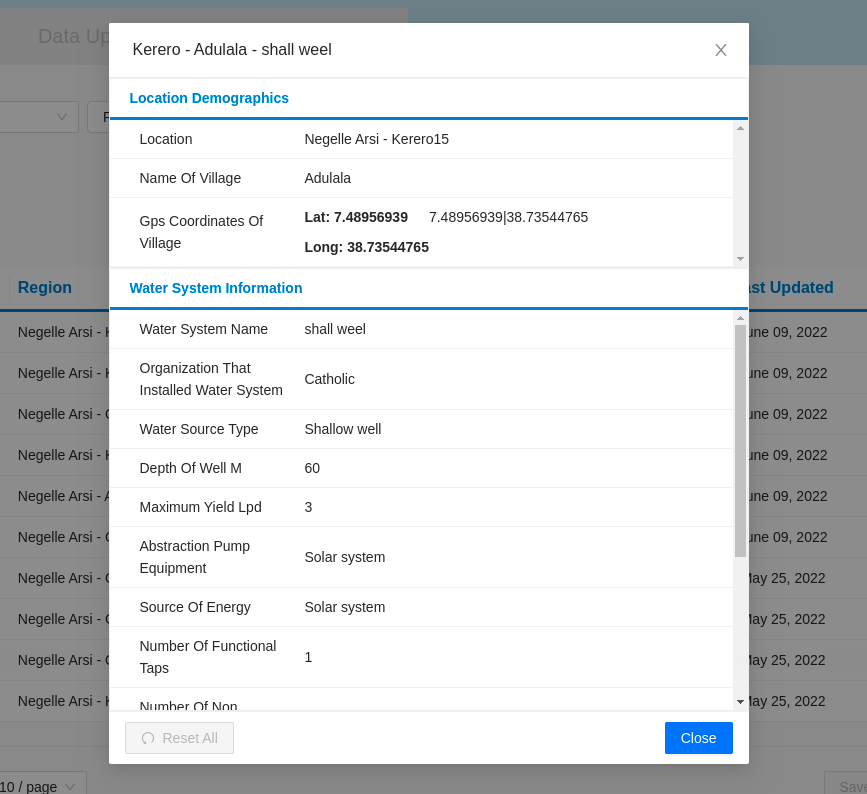 Data Up
Kerero - Adulala - shall weel
Location Demographics
Location Negelle Arsi - Kerero15
Name Of Village Adulala
Gps Coordinates Of Village Lat: 7.48956939 7.48956939|38.73544765
Long: 38.73544765
Region
Water System Information
ast Updated
Water System Name shall weel
Negelle Arsi - K
une 09, 2022
Organization That
Installed Water System Catholic
Negelle Arsi - K
une 09, 2022
Negelle Arsi - O
une 09, 2022
Water Source Type Shallow well
Negelle Arsi - K
une 09, 2022
Depth Of Well M 60
Negelle Arsi - A
une 09, 2022
Maximum Yield Lpd 3
Negelle Arsi - O
une 09, 2022
Abstraction Pump
Equipment Solar system
Negelle Arsi - O
May 25, 2022
Source Of Energy Solar system
Negelle Arsi - O
May 25, 2022
Number Of Functional
Taps 1
Negelle Arsi - O
May 25, 2022
Negelle Arsi - K
May 25, 2022
Number Of Non
Reset All Close
10 / page
Save